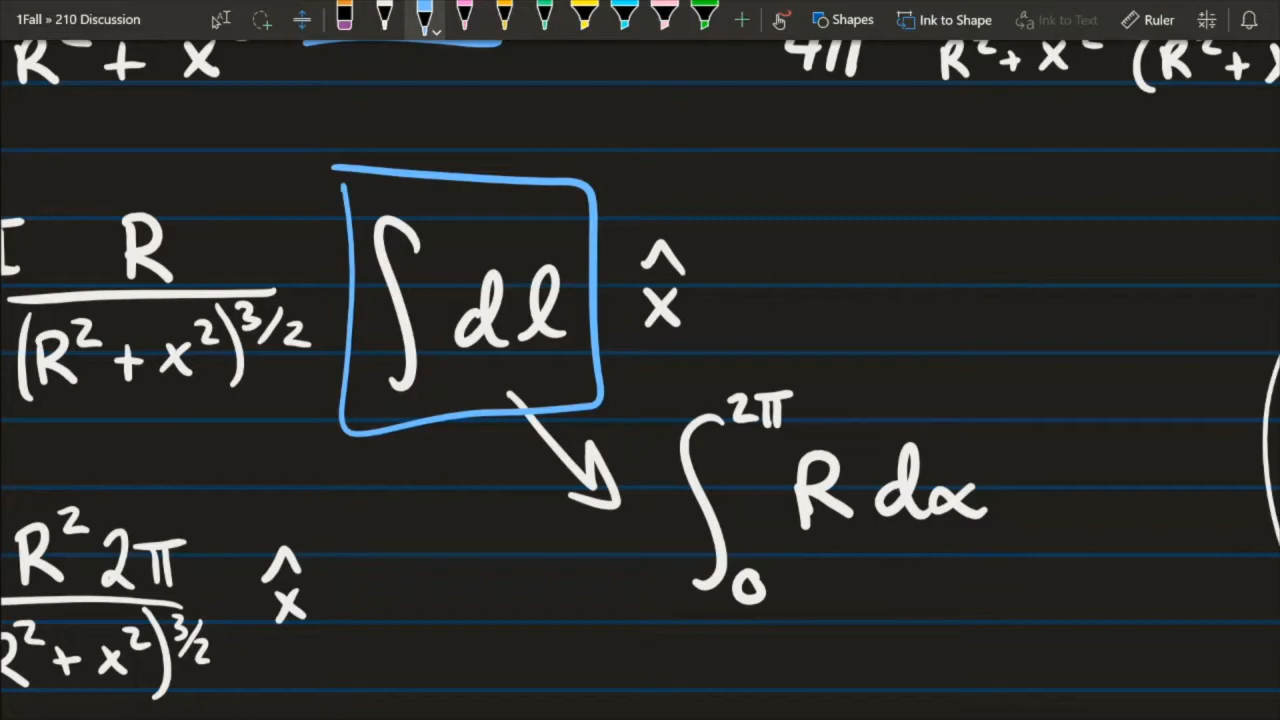 1Fall » 210 Discussion Shapes Ink to Shape Ink to Text Ruler
R² + x² 4π R² + x² (R² + x
I R / (R² + x²)^3/2 ∫ dl x̂
∫₀^2π R dα
R² 2π / R² + x²)^3/2 x̂